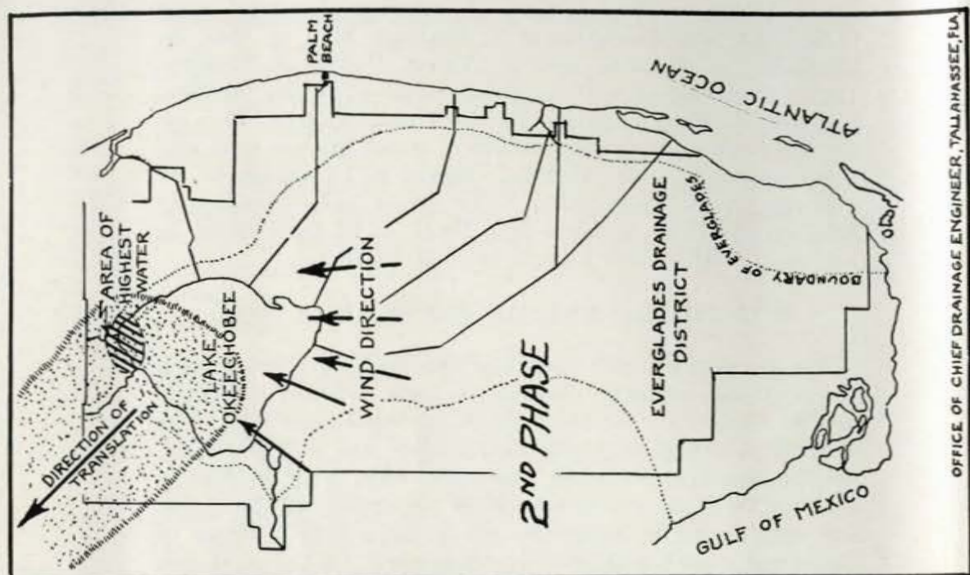 PALM
BEACH
ATLANTIC OCEAN
AREA OF
HIGHEST
WATER
LAKE
OKEECHOBEE
DIRECTION OF
TRANSLATION
WIND DIRECTION
2ND PHASE
EVERGLADES DRAINAGE
DISTRICT
BOUNDARY OF EVERGLADES
GULF OF MEXICO
OFFICE OF CHIEF DRAINAGE ENGINEER, TALLAHASSEE, FLA.